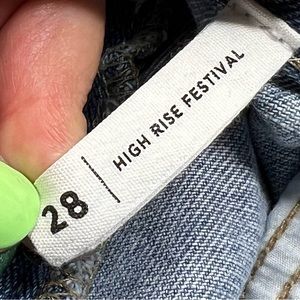 28 | HIGH RISE FESTIVAL